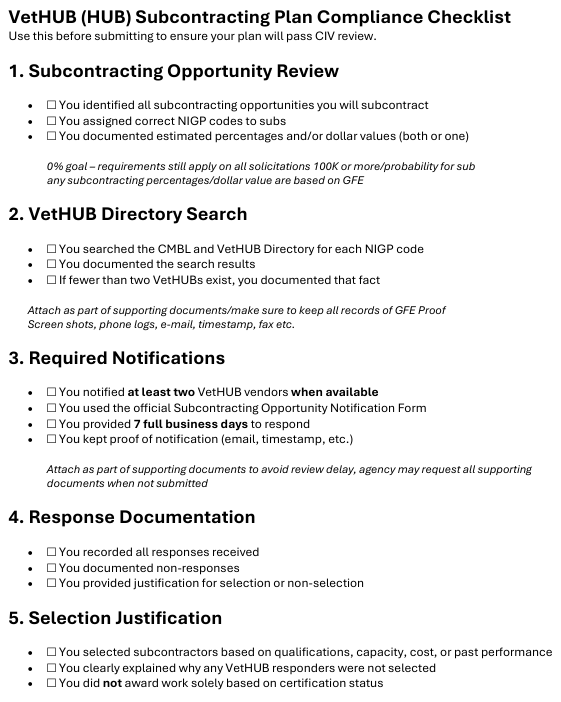 VetHUB (HUB) Subcontracting Plan Compliance Checklist
Use this before submitting to ensure your plan will pass CIV review.
1. Subcontracting Opportunity Review
• ☐ You identified all subcontracting opportunities you will subcontract
• ☐ You assigned correct NIGP codes to subs
• ☐ You documented estimated percentages and/or dollar values (both or one)
0% goal – requirements still apply on all solicitations 100K or more/probability for sub
any subcontracting percentages/dollar value are based on GFE
2. VetHUB Directory Search
• ☐ You searched the CMBL and VetHUB Directory for each NIGP code
• ☐ You documented the search results
• ☐ If fewer than two VetHUBs exist, you documented that fact
Attach as part of supporting documents/make sure to keep all records of GFE Proof
Screen shots, phone logs, e-mail, timestamp, fax etc.
3. Required Notifications
• ☐ You notified at least two VetHUB vendors when available
• ☐ You used the official Subcontracting Opportunity Notification Form
• ☐ You provided 7 full business days to respond
• ☐ You kept proof of notification (email, timestamp, etc.)
Attach as part of supporting documents to avoid review delay, agency may request all supporting
documents when not submitted
4. Response Documentation
• ☐ You recorded all responses received
• ☐ You documented non-responses
• ☐ You provided justification for selection or non-selection
5. Selection Justification
• ☐ You selected subcontractors based on qualifications, capacity, cost, or past performance
• ☐ You clearly explained why any VetHUB responders were not selected
• ☐ You did not award work solely based on certification status